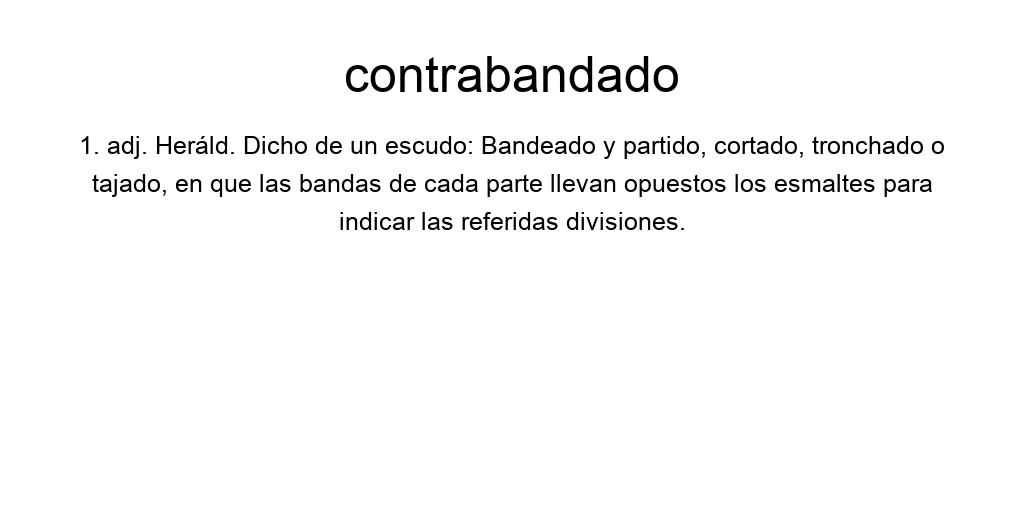 contrabandado
1. adj. Heráld. Dicho de un escudo: Bandeado y partido, cortado, tronchado o
tajado, en que las bandas de cada parte llevan opuestos los esmaltes para
indicar las referidas divisiones.